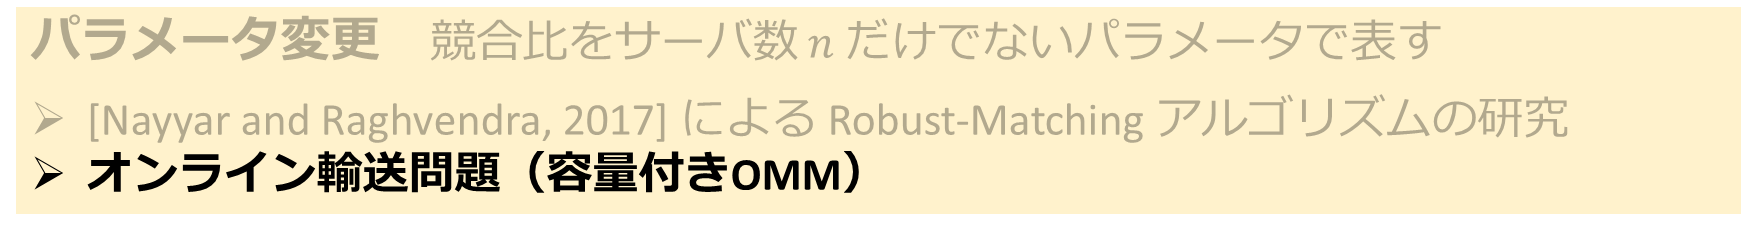 パラメータ変更 競合比をサーバ数 n だけでないパラメータで表す
➢ [Nayyar and Raghvendra, 2017] による Robust-Matching アルゴリズムの研究
➢ オンライン輸送問題（容量付きOMM）